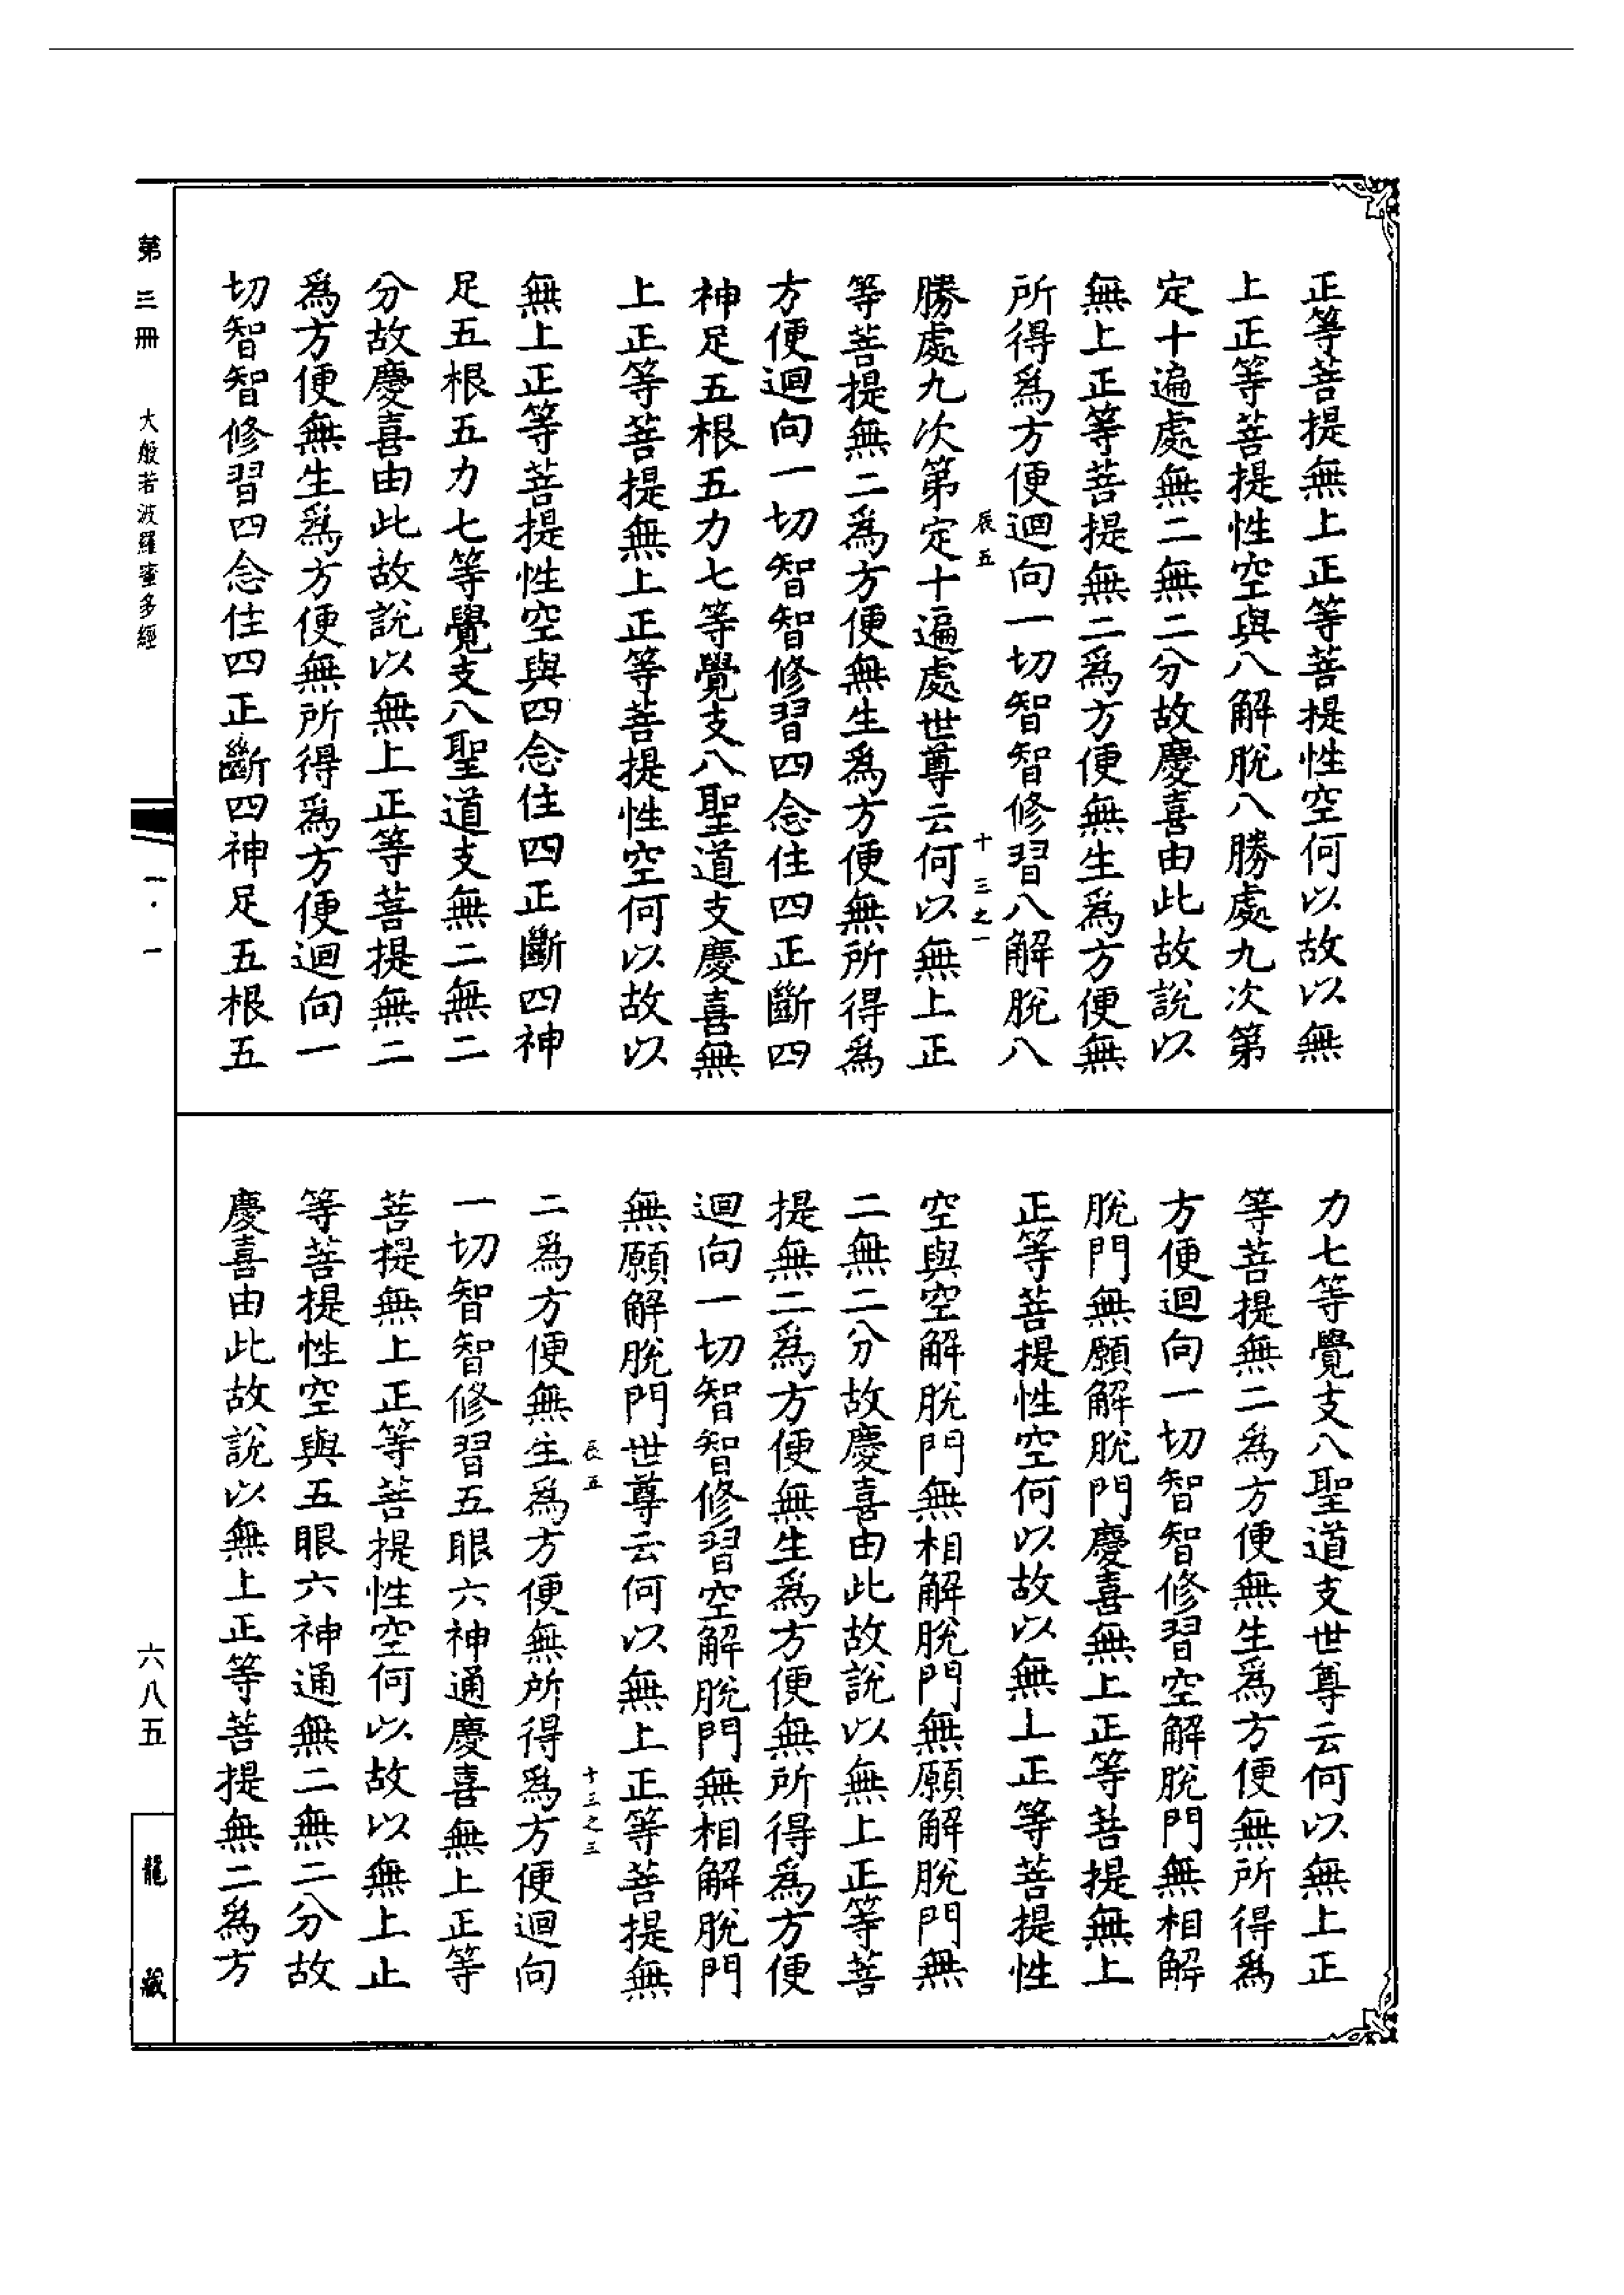 正等菩提無上正等菩提性空何以故以無
上正等菩提性空與八解脫八勝處九次第
定十遍處無二無二分故慶喜由此故說以
無上正等菩提無二爲方便無生爲方便無
所得爲方便迴向一切智智修習八解脫八
辰五
十三之一
勝處九次第定十遍處世尊云何以無上正
等菩提無二爲方便無生爲方便無所得爲
方便迴向一切智智修習四念住四正斷四
神足五根五力七等覺支八聖道支慶喜無
上正等菩提無上正等菩提性空何以故以
無上正等菩提性空與四念住四正斷四神
足五根五力七等覺支八聖道支無二無二
分故慶喜由此故說以無上正等菩提無二
爲方便無生爲方便無所得爲方便迴向一
切智智修習四念住四正斷四神足五根五
力七等覺支八聖道支世尊云何以無上正
等菩提無二爲方便無生爲方便無所得爲
方便迴向一切智智修習空解脫門無相解
脫門無願解脫門慶喜無上正等菩提無上
正等菩提性空何以故以無上正等菩提性
空與空解脫門無相解脫門無願解脫門無
二無二分故慶喜由此故說以無上正等菩
提無二爲方便無生爲方便無所得爲方便
迴向一切智智修習空解脫門無相解脫門
無願解脫門世尊云何以無上正等菩提無
辰五
十三之三
二爲方便無生爲方便無所得爲方便迴向
一切智智修習五眼六神通慶喜無上正等
菩提無上正等菩提性空何以故以無上正
等菩提性空與五眼六神通無二無二分故
慶喜由此故說以無上正等菩提無二爲方
第三冊
大般若波羅蜜多經
一·一
六八五
龍藏